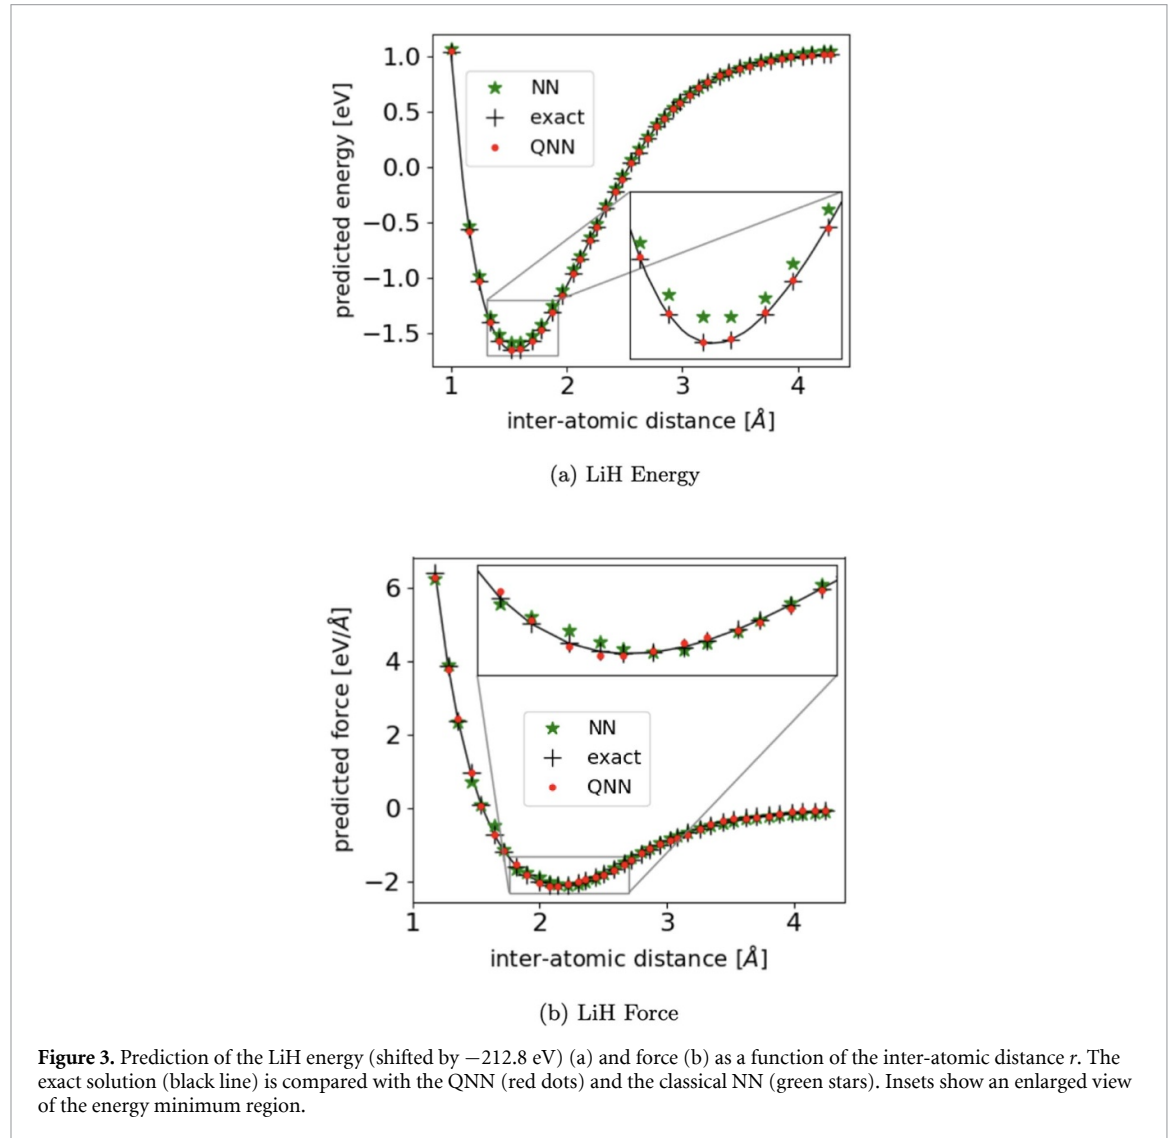 1.0
0.5
0.0
−0.5
−1.0
−1.5
predicted energy [eV]
NN
exact
QNN
1
2
3
4
inter-atomic distance [Å]
(a) LiH Energy
6
4
2
0
−2
predicted force [eV/Å]
NN
exact
QNN
1
2
3
4
inter-atomic distance [Å]
(b) LiH Force
Figure 3. Prediction of the LiH energy (shifted by −212.8 eV) (a) and force (b) as a function of the inter-atomic distance r. The
exact solution (black line) is compared with the QNN (red dots) and the classical NN (green stars). Insets show an enlarged view
of the energy minimum region.